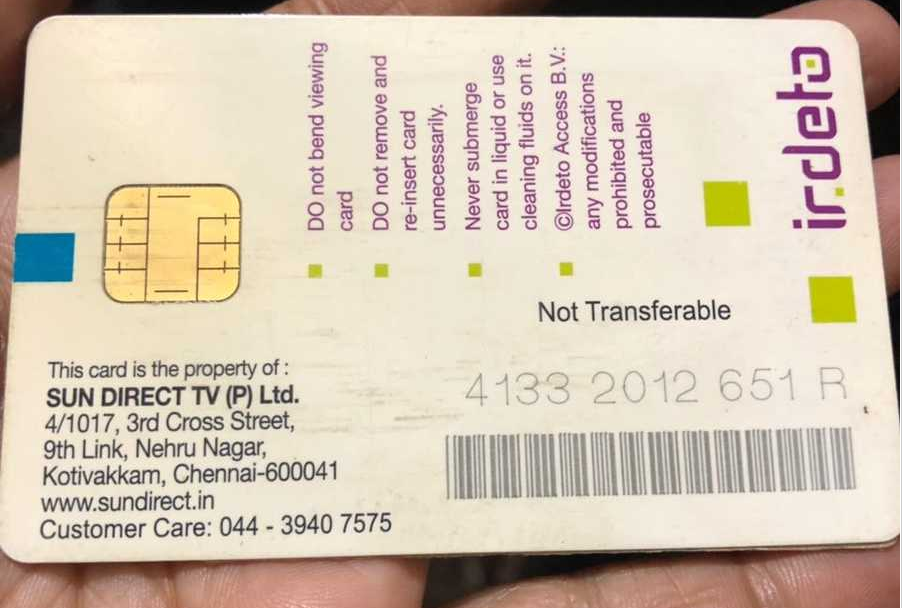 DO not bend viewing
card
DO not remove and
re-insert card
unnecessarily.
Never submerge
card in liquid or use
cleaning fluids on it.
©Irdeto Access B.V.:
any modifications
prohibited and
prosecutable
irdeto
Not Transferable
This card is the property of :
SUN DIRECT TV (P) Ltd.
4/1017, 3rd Cross Street,
9th Link, Nehru Nagar,
Kotivakkam, Chennai-600041
www.sundirect.in
Customer Care: 044 - 3940 7575
4133 2012 651 R